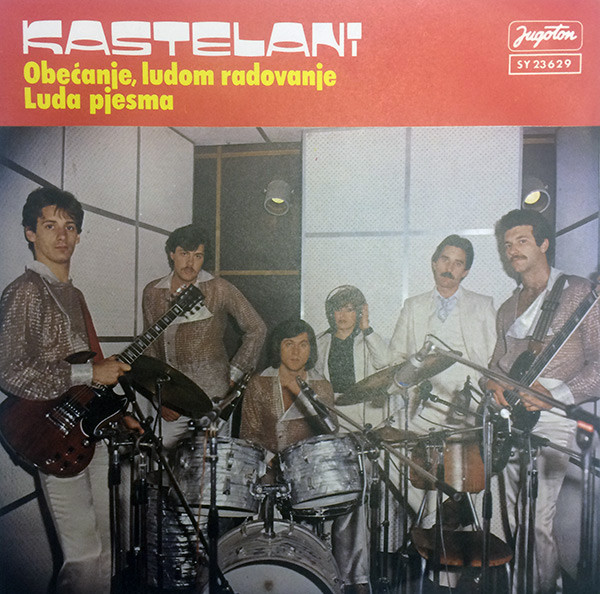 KASTELANI
Jugoton
SY 23629
Obećanje, ludom radovanje
Luda pjesma